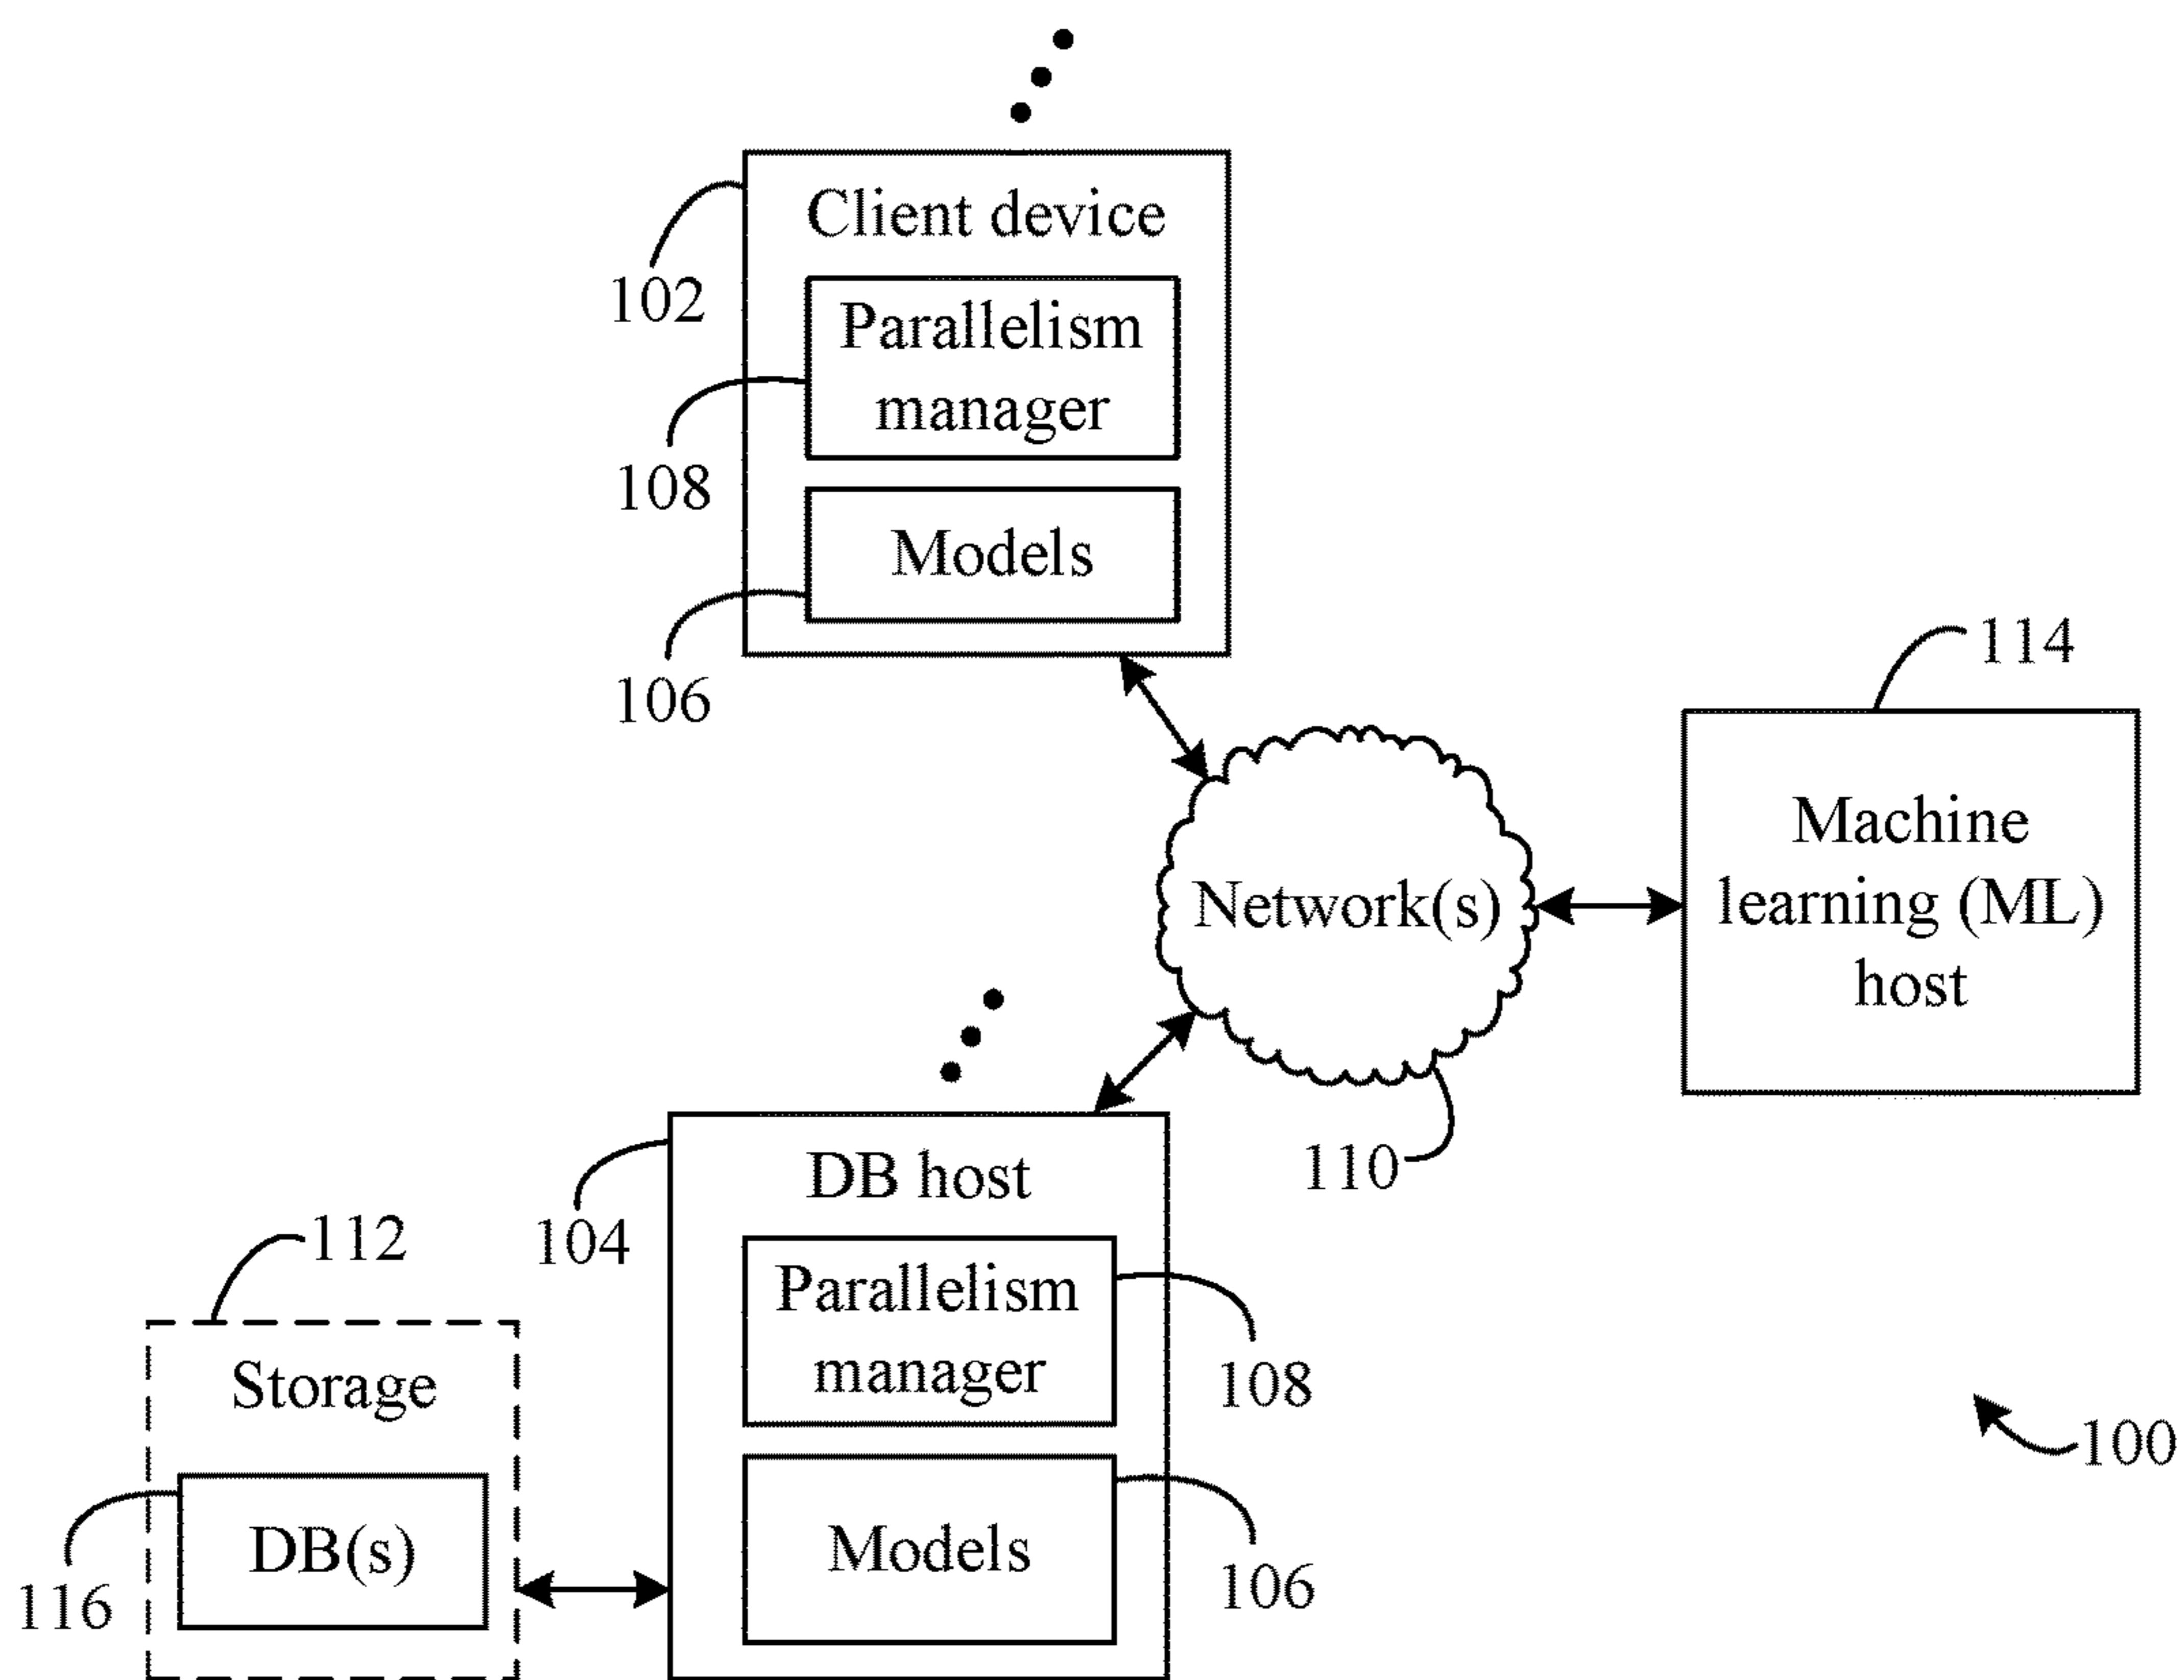 Client device
102
Parallelism
manager
108
Models
106
114
Machine
learning (ML)
host
Network(s)
110
DB host
104
112
Parallelism
manager
108
Storage
100
Models
106
DB(s)
116